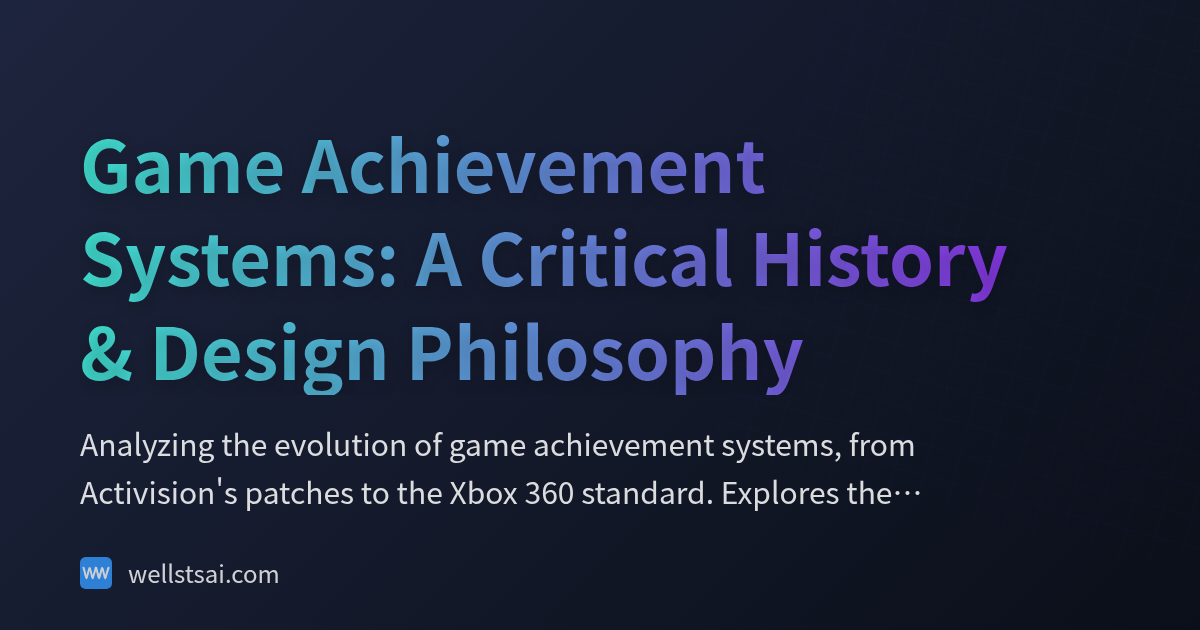 Game Achievement
Systems: A Critical History
& Design Philosophy
Analyzing the evolution of game achievement systems, from
Activision's patches to the Xbox 360 standard. Explores the⋯
wellstsai.com